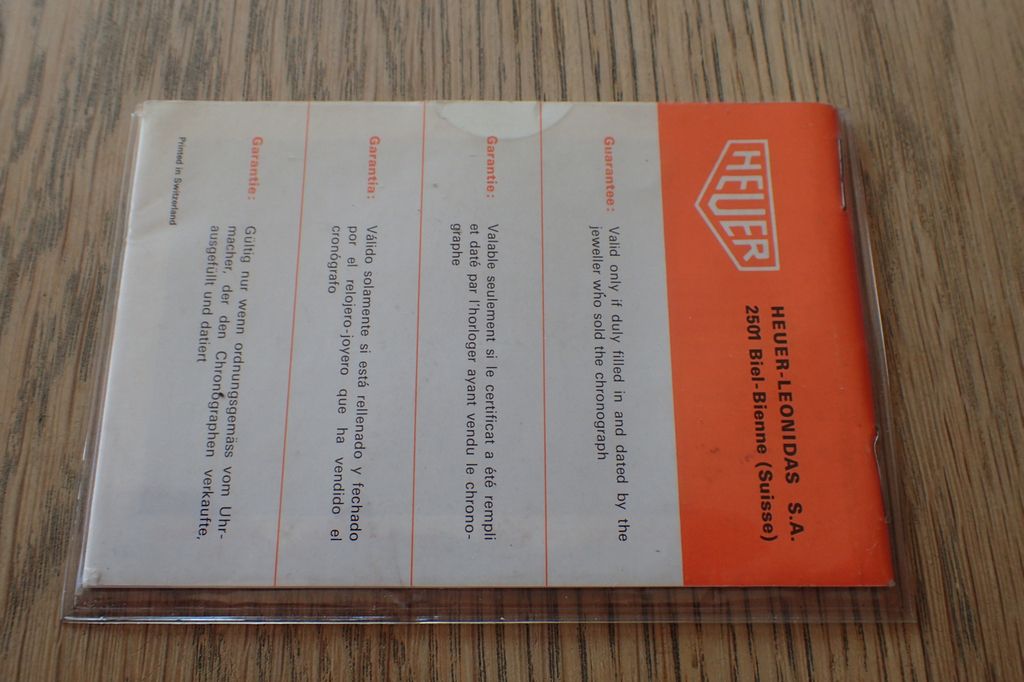 HEUER
HEUER-LEONIDAS S.A.
2501 Biel-Bienne (Suisse)
Guarantee: Valid only if duly filled in and dated by the
jeweller who sold the chronograph
Garantie: Valable seulement si le certificat a été rempli
et daté par l'horloger ayant vendu le chrono-
graphe
Garantia: Válido solamente si está rellenado y fechado
por el relojero-joyero que ha vendido el
cronógrafo
Garantie: Gültig nur wenn ordnungsgemäss vom Uhr-
macher, der den Chronographen verkaufte,
ausgefüllt und datiert
Printed in Switzerland